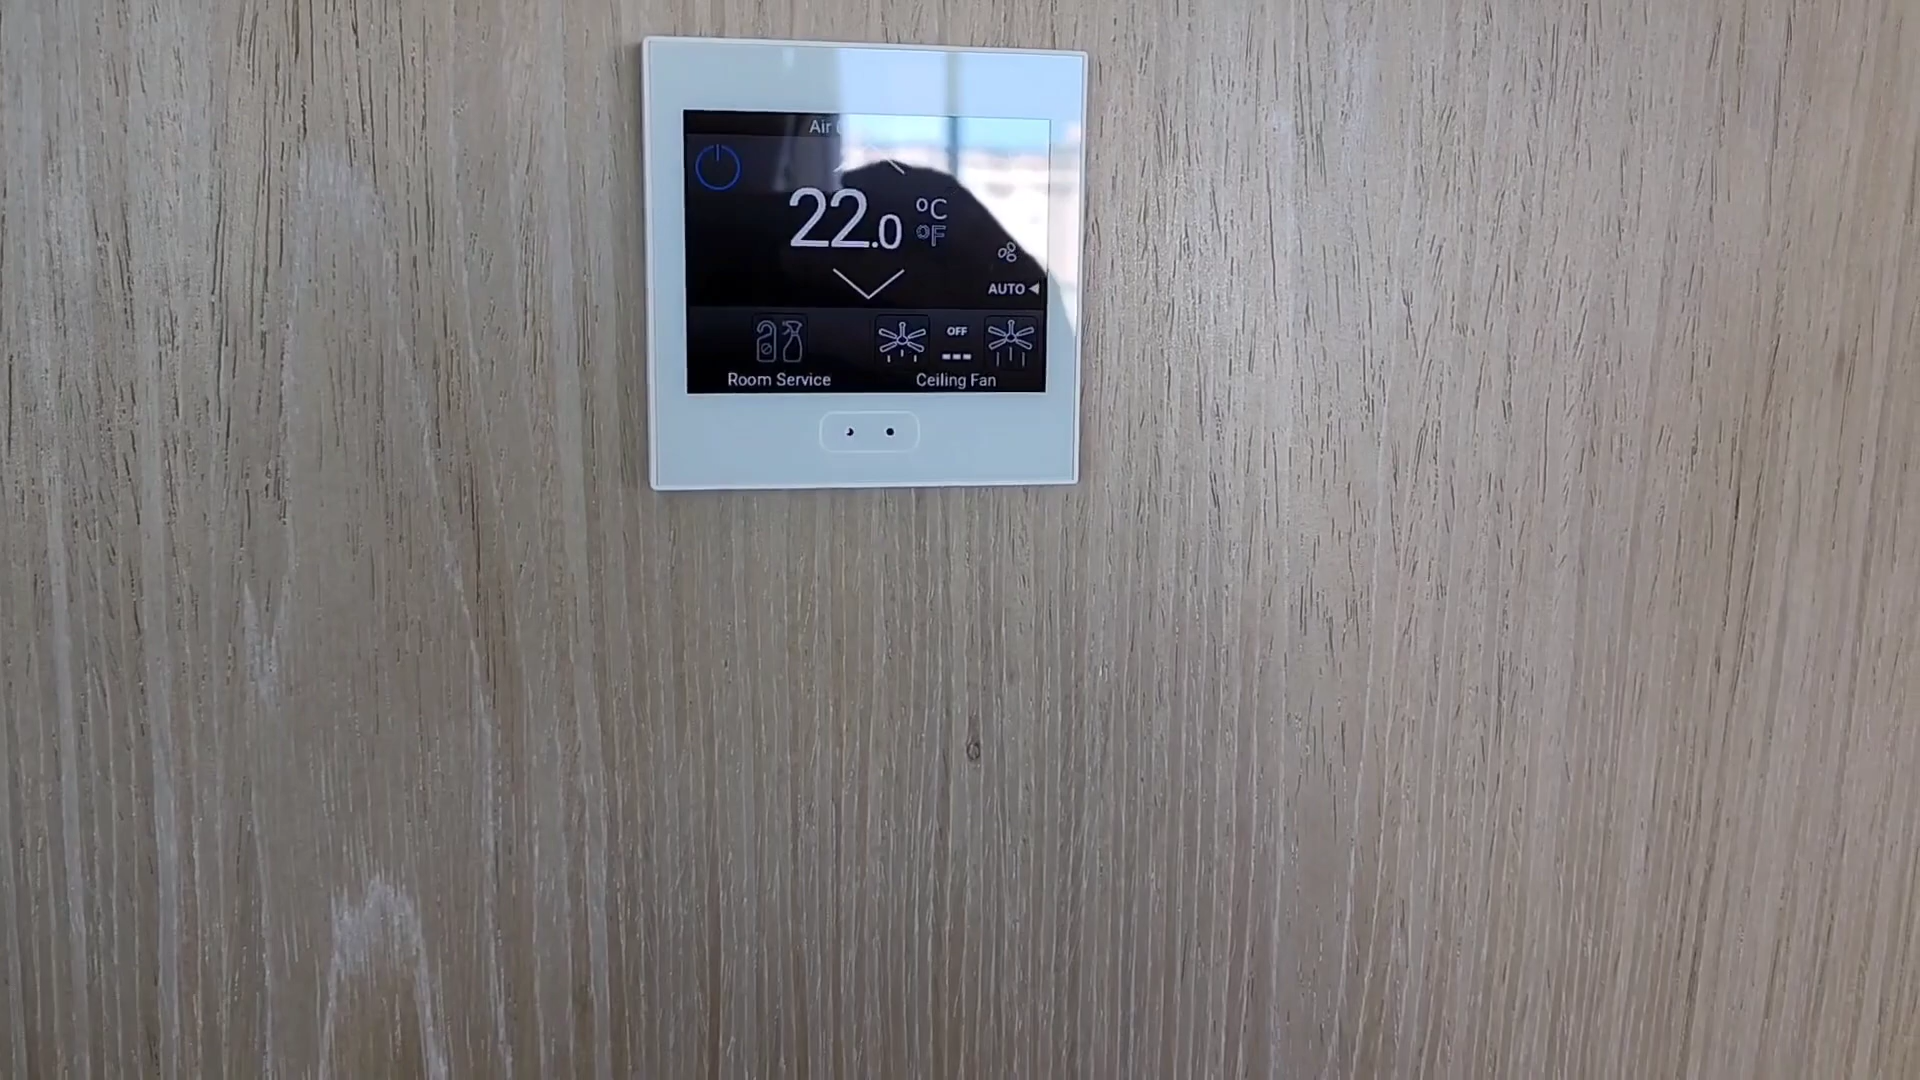 Air
22.0 °C
°F
AUTO
OFF
Room Service
Ceiling Fan